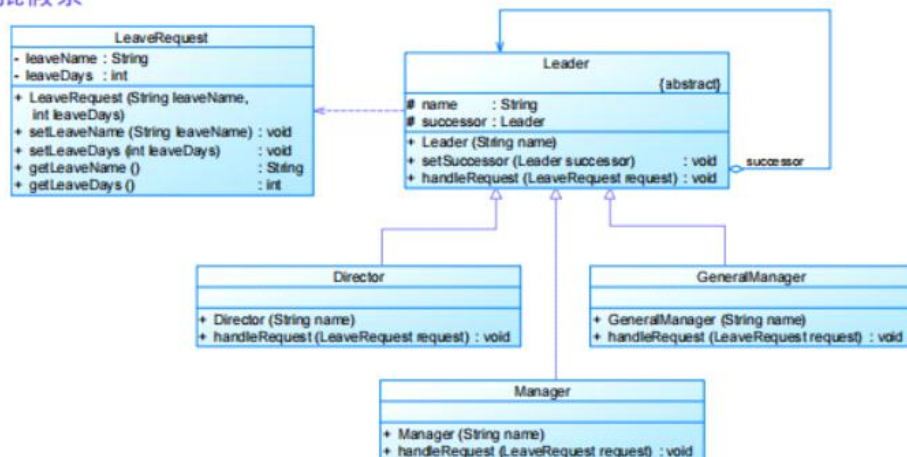 LeaveRequest
- leaveName : String
- leaveDays : int
+ LeaveRequest (String leaveName,
int leaveDays)
+ setLeaveName (String leaveName) : void
+ setLeaveDays (int leaveDays) : void
+ getLeaveName () : String
+ getLeaveDays () : int
Leader
{abstract}
# name : String
# successor : Leader
+ Leader (String name)
+ setSuccessor (Leader successor) : void
+ handleRequest (LeaveRequest request) : void
successor
Director
+ Director (String name)
+ handleRequest (LeaveRequest request) : void
GeneralManager
+ GeneralManager (String name)
+ handleRequest (LeaveRequest request) : void
Manager
+ Manager (String name)
+ handleRequest (LeaveRequest request) : void